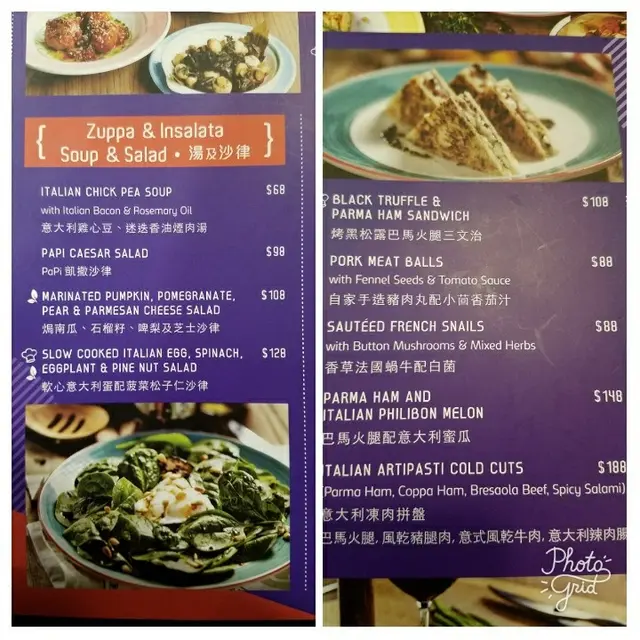 Zuppa & Insalata
Soup & Salad • 湯及沙律
ITALIAN CHICK PEA SOUP $68
with Italian Bacon & Rosemary Oil
意大利雞心豆、迷迭香油煙肉湯
PAPI CAESAR SALAD $98
PaPi 凱撒沙律
MARINATED PUMPKIN, POMEGRANATE, $108
PEAR & PARMESAN CHEESE SALAD
焗南瓜、石榴籽、啤梨及芝士沙律
SLOW COOKED ITALIAN EGG, SPINACH, $128
EGGPLANT & PINE NUT SALAD
軟心意大利蛋配菠菜松子仁沙律
BLACK TRUFFLE & $108
PARMA HAM SANDWICH
烤黑松露巴馬火腿三文治
PORK MEAT BALLS $88
with Fennel Seeds & Tomato Sauce
自家手造豬肉丸配小茴香茄汁
SAUTÉED FRENCH SNAILS $88
with Button Mushrooms & Mixed Herbs
香草法國蝸牛配白菌
PARMA HAM AND $148
ITALIAN PHILIBON MELON
巴馬火腿配意大利蜜瓜
ITALIAN ARTIPASTI COLD CUTS $188
(Parma Ham, Coppa Ham, Bresaola Beef, Spicy Salami)
意大利凍肉拼盤
巴馬火腿, 風乾豬腿肉, 意式風乾牛肉, 意大利辣肉腸
Photo
Grid